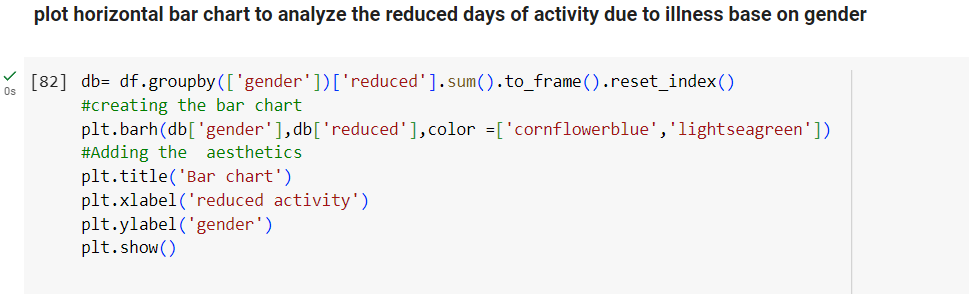 plot horizontal bar chart to analyze the reduced days of activity due to illness base on gender
[82] db= df.groupby(['gender'])['reduced'].sum().to_frame().reset_index()
0s
#creating the bar chart
plt.barh(db['gender'],db['reduced'],color =['cornflowerblue','lightseagreen'])
#Adding the  aesthetics
plt.title('Bar chart')
plt.xlabel('reduced activity')
plt.ylabel('gender')
plt.show()